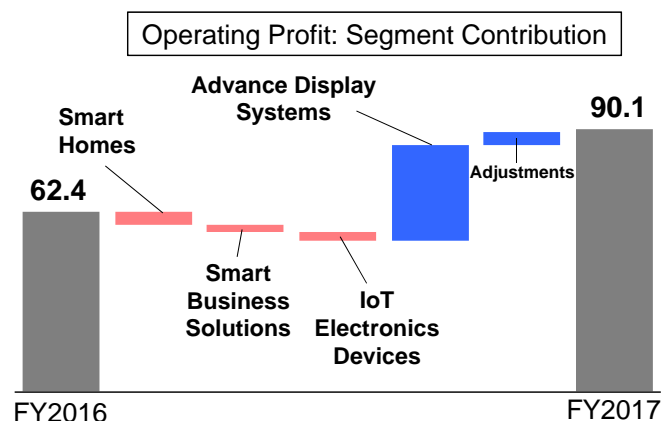 Operating Profit: Segment Contribution
Advance Display
Systems
Smart
Homes
90.1
62.4
Adjustments
Smart
Business
Solutions
IoT
Electronics
Devices
FY2016
FY2017